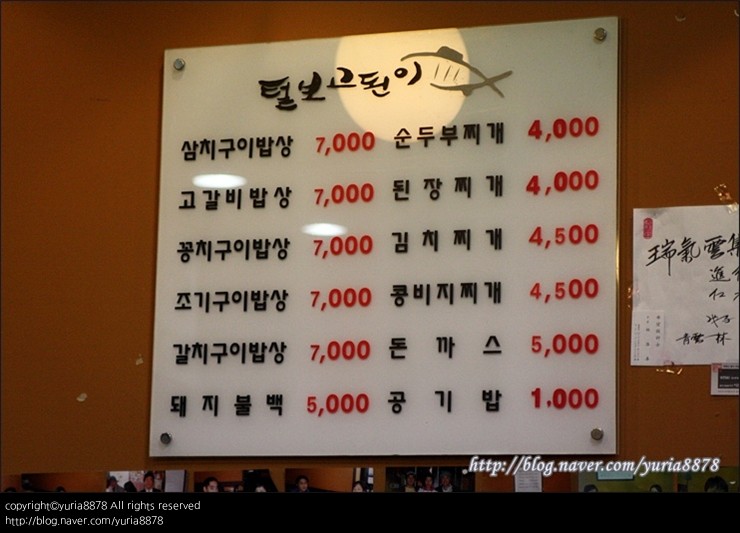 털보고된이
삼치구이밥상 7,000 순두부찌개 4,000
고갈비밥상 7,000 된장찌개 4,000
꽁치구이밥상 7,000 김치찌개 4,500
조기구이밥상 7,000 콩비지찌개 4,500
갈치구이밥상 7,000 돈까스 5,000
돼지불백 5,000 공기밥 1,000
瑞氣雲集
http://blog.naver.com/yuria8878
copyright©yuria8878 All rights reserved
http://blog.naver.com/yuria8878